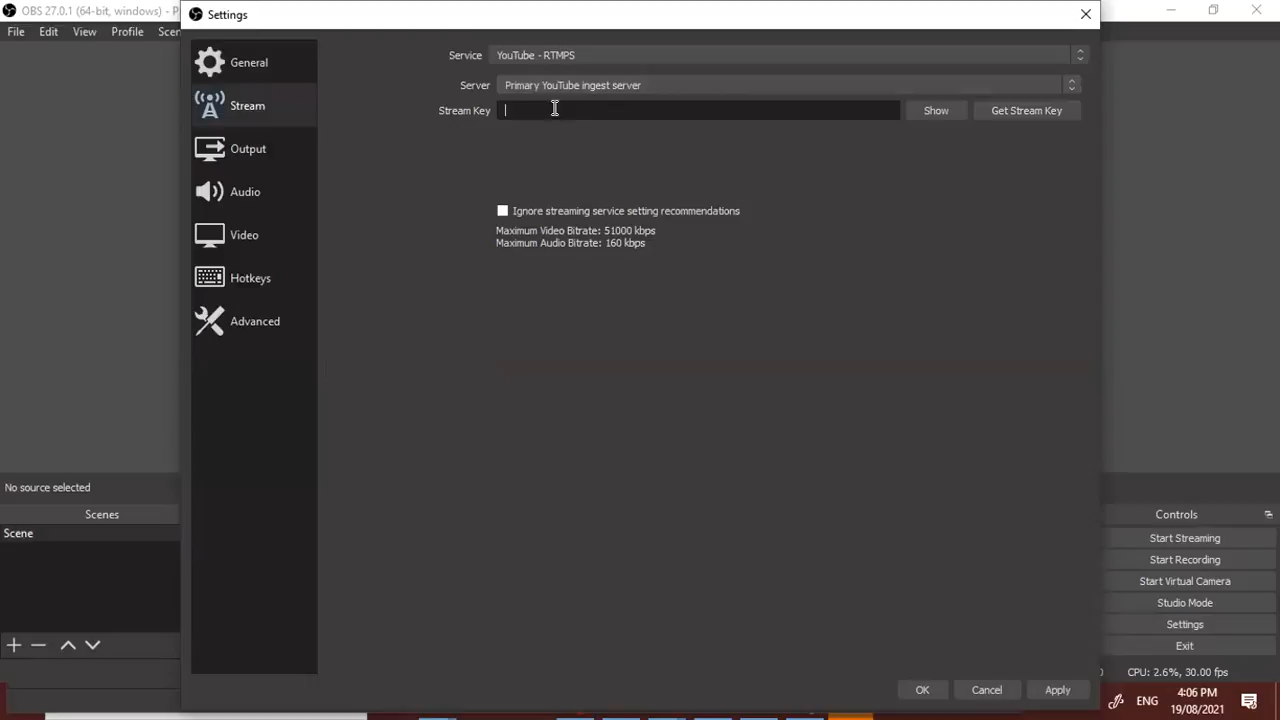 OBS 27.0.1 (64-bit, windows) - P
Settings
File Edit View Profile Scen
General
Stream
Output
Audio
Video
Hotkeys
Advanced
Service YouTube - RTMPS
Server Primary YouTube ingest server
Stream Key Show Get Stream Key
Ignore streaming service setting recommendations
Maximum Video Bitrate: 51000 kbps
Maximum Audio Bitrate: 160 kbps
No source selected
Scenes
Scene
Controls
Start Streaming
Start Recording
Start Virtual Camera
Studio Mode
Settings
Exit
OK Cancel Apply
0 CPU: 2.6%, 30.00 fps
ENG
4:06 PM
19/08/2021